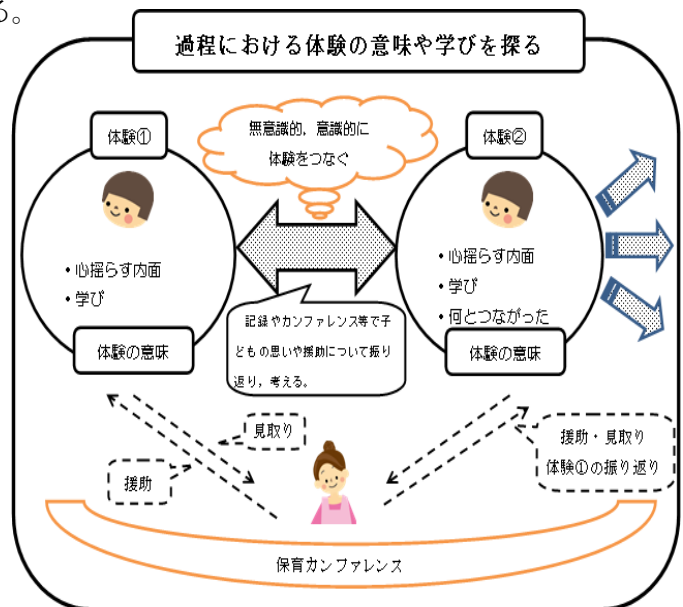 る。
過程における体験の意味や学びを探る
体験①
無意識的，意識的に
体験をつなぐ
体験②
・心揺らす内面
・学び
体験の意味
・心揺らす内面
・学び
・何とつながった
体験の意味
記録やカンファレンス等で子
どもの思いや援助について振り
返り，考える。
見取り
援助
援助・見取り
体験①の振り返り
保育カンファレンス